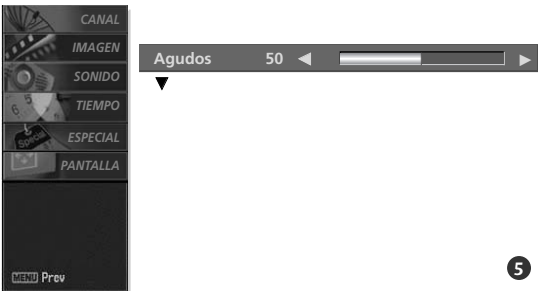 CANAL
IMAGEN
SONIDO
TIEMPO
ESPECIAL
PANTALLA
MENU Prev
Agudos 50
5